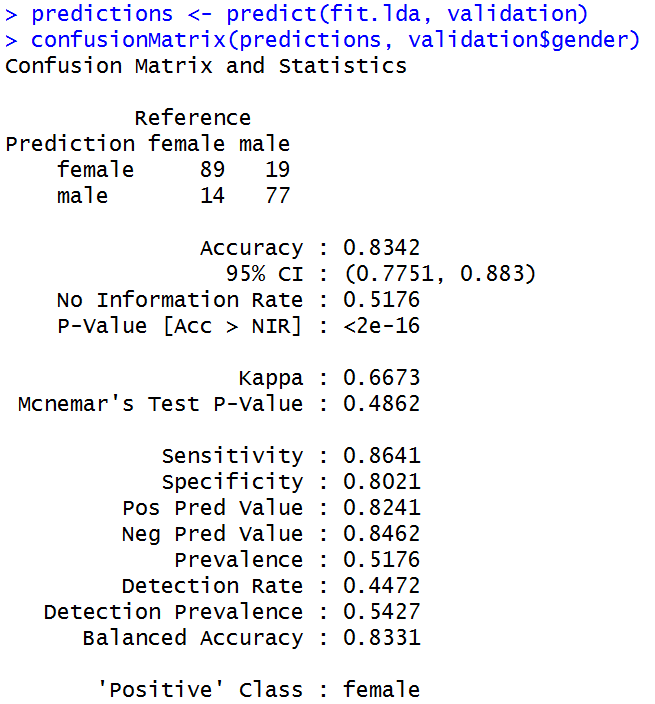 > predictions <- predict(fit.lda, validation)
> confusionMatrix(predictions, validation$gender)
Confusion Matrix and Statistics
Reference
Prediction female male
female 89 19
male 14 77
Accuracy : 0.8342
95% CI : (0.7751, 0.883)
No Information Rate : 0.5176
P-Value [Acc > NIR] : <2e-16
Kappa : 0.6673
Mcnemar's Test P-Value : 0.4862
Sensitivity : 0.8641
Specificity : 0.8021
Pos Pred Value : 0.8241
Neg Pred Value : 0.8462
Prevalence : 0.5176
Detection Rate : 0.4472
Detection Prevalence : 0.5427
Balanced Accuracy : 0.8331
'Positive' Class : female